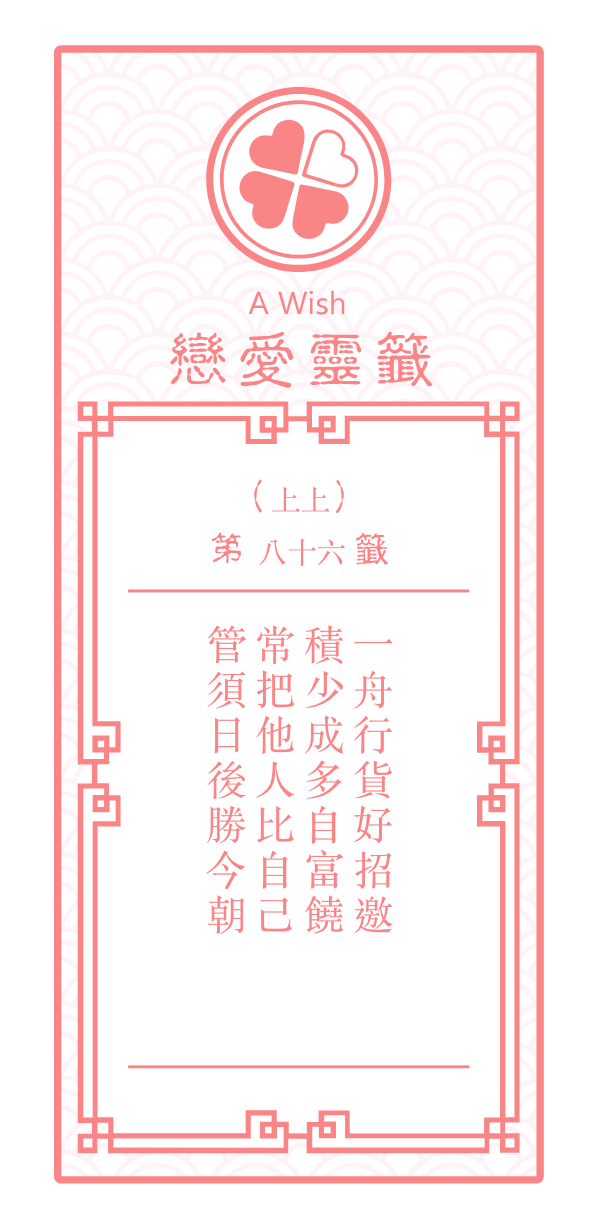 A Wish
戀愛靈籤
（上上）
第 八十六 籤
一舟行貨好招邀
積少成多自富饒
常把他人比自己
管須日後勝今朝